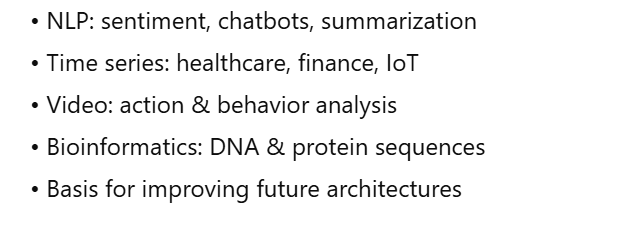 • NLP: sentiment, chatbots, summarization
• Time series: healthcare, finance, IoT
• Video: action & behavior analysis
• Bioinformatics: DNA & protein sequences
• Basis for improving future architectures